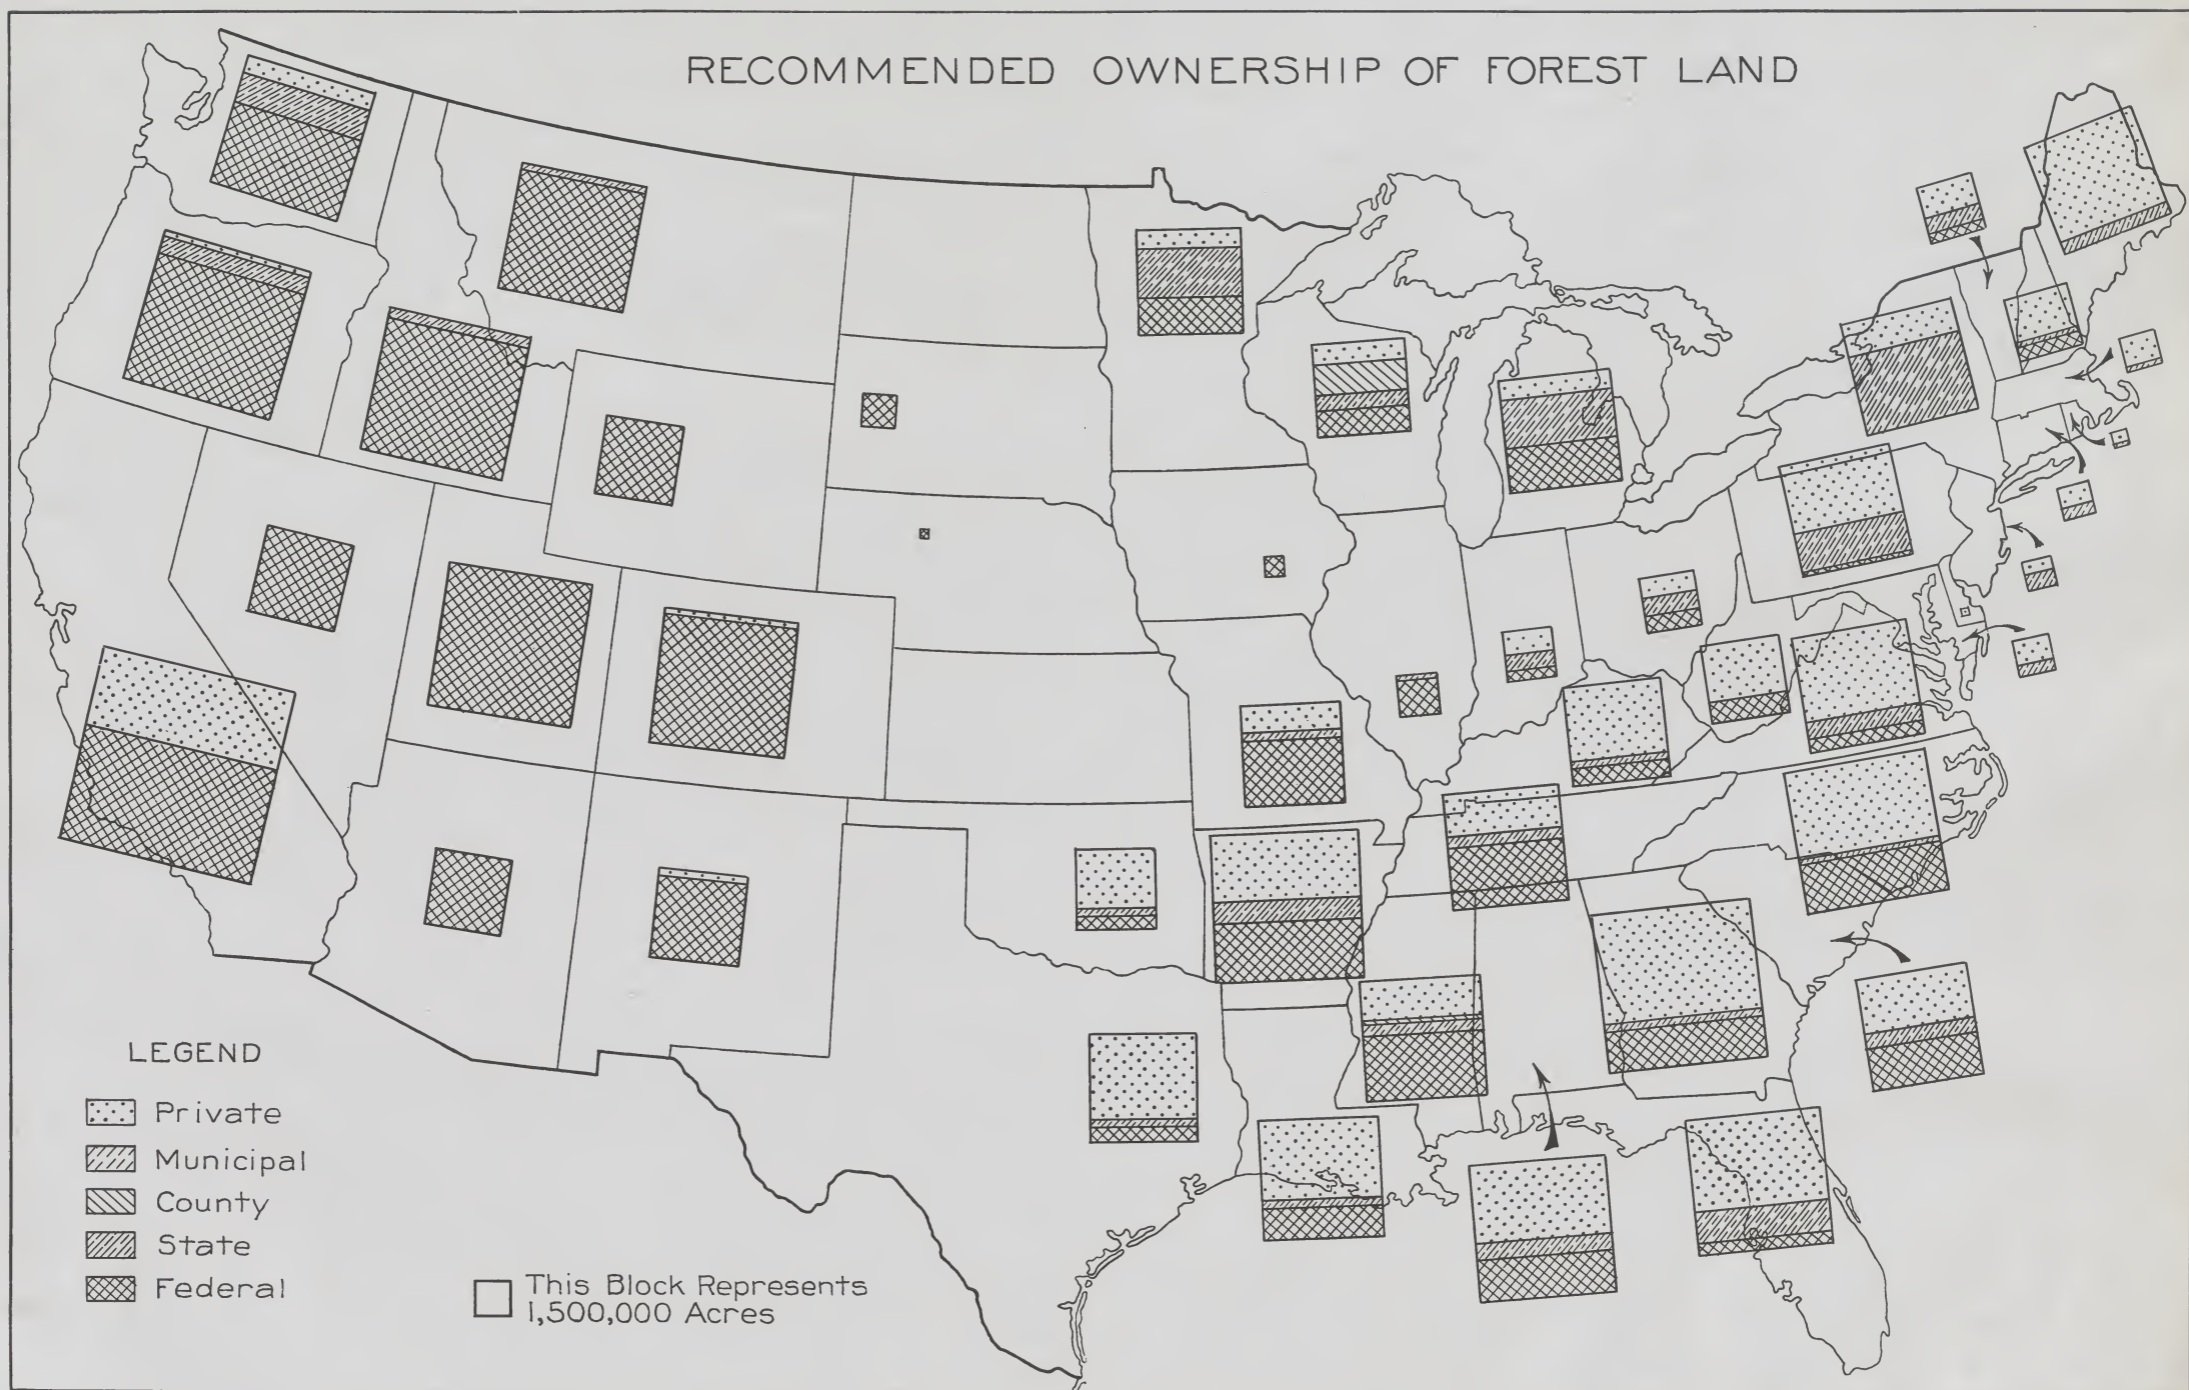 RECOMMENDED OWNERSHIP OF FOREST LAND
LEGEND
Private
Municipal
County
State
Federal
This Block Represents
1,500,000 Acres